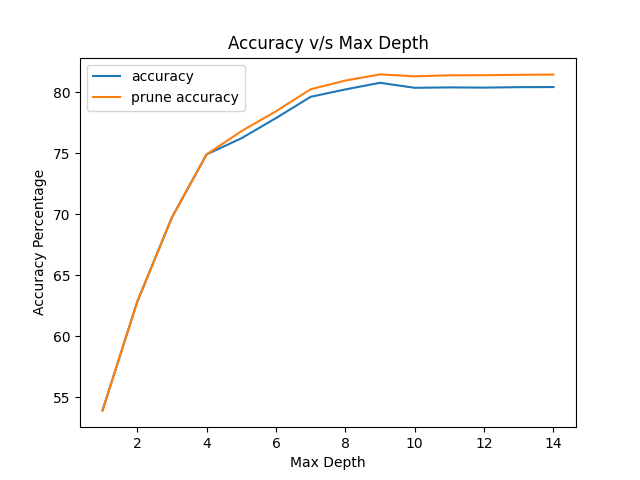 Accuracy v/s Max Depth
accuracy
prune accuracy
Accuracy Percentage
80
75
70
65
60
55
2 4 6 8 10 12 14
Max Depth